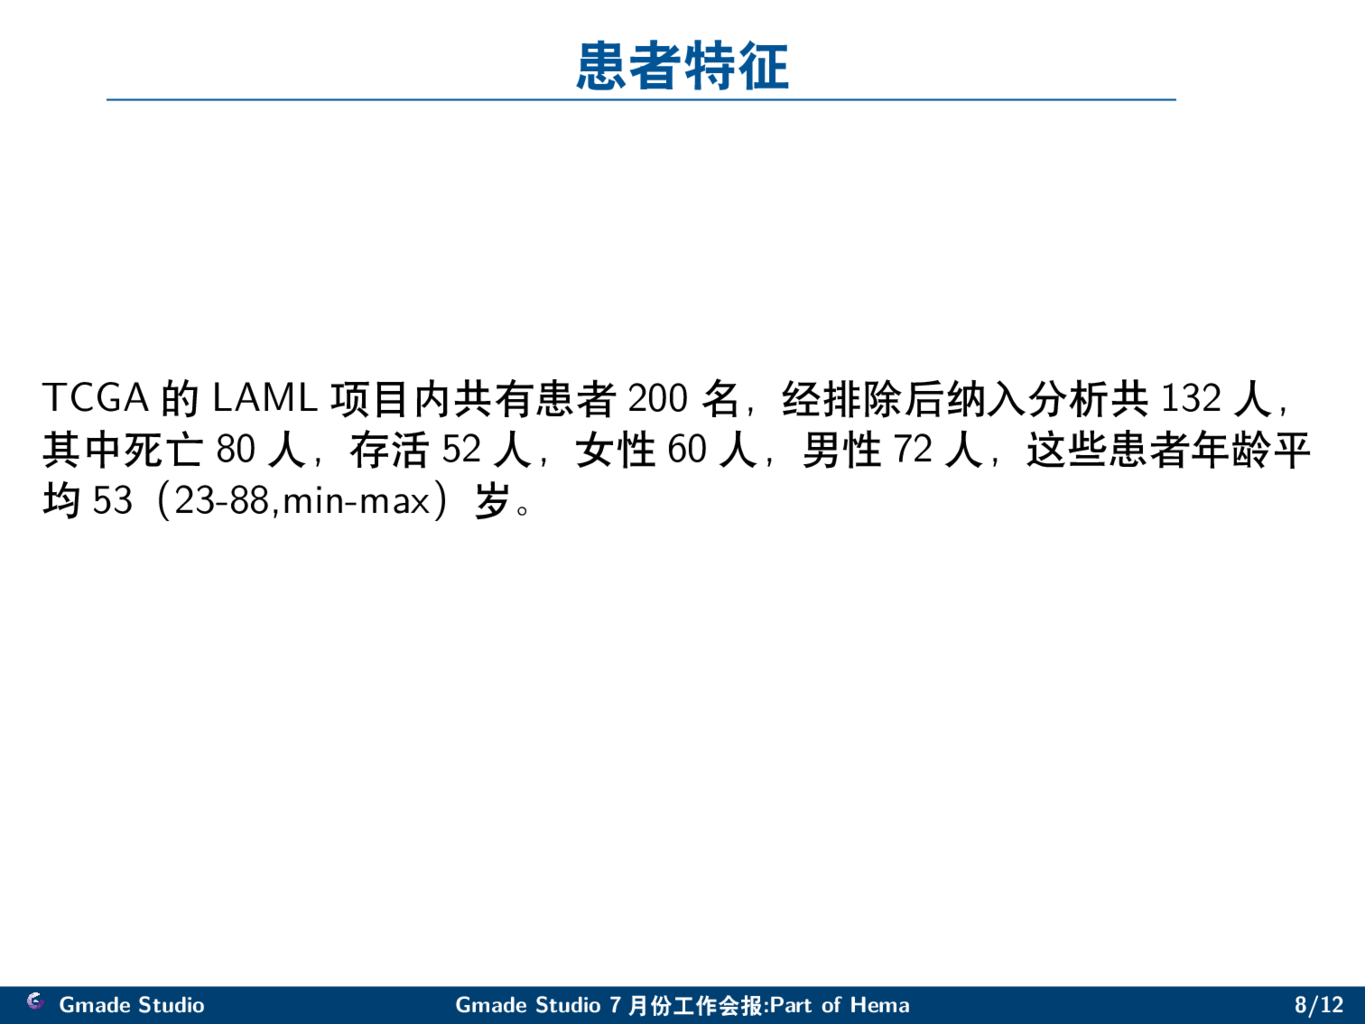 患者特征
TCGA 的 LAML 项目内共有患者 200 名，经排除后纳入分析共 132 人，
其中死亡 80 人，存活 52 人，女性 60 人，男性 72 人，这些患者年龄平
均 53（23-88,min-max）岁。
Gmade Studio
Gmade Studio 7 月份工作会报:Part of Hema
8/12